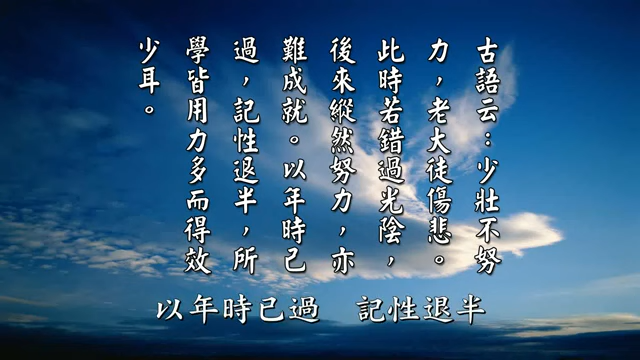 古語云：少壯不努
力，老大徒傷悲。
此時若錯過光陰，
後來縱然努力，亦
難成就。以年時已
過，記性退半，所
學皆用力多而得效
少耳。
以年時已過　記性退半